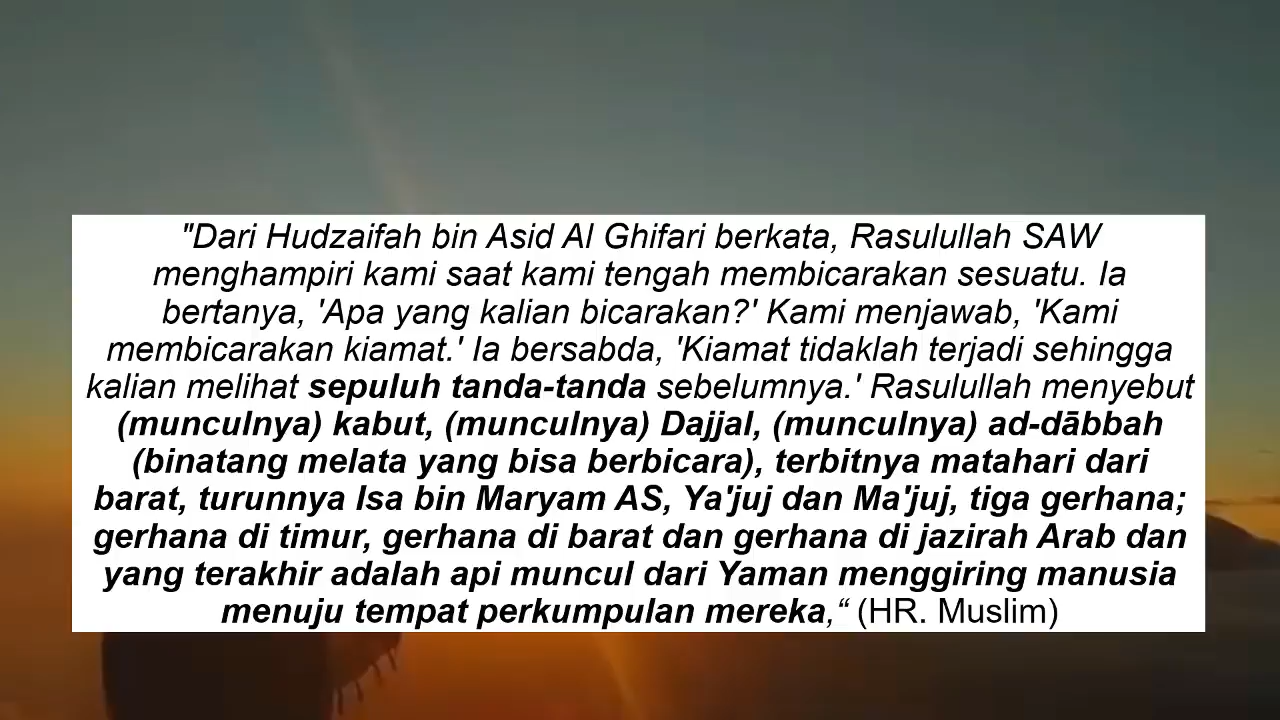 "Dari Hudzaifah bin Asid Al Ghifari berkata, Rasulullah SAW
menghampiri kami saat kami tengah membicarakan sesuatu. Ia
bertanya, 'Apa yang kalian bicarakan?' Kami menjawab, 'Kami
membicarakan kiamat.' Ia bersabda, 'Kiamat tidaklah terjadi sehingga
kalian melihat sepuluh tanda-tanda sebelumnya.' Rasulullah menyebut
(munculnya) kabut, (munculnya) Dajjal, (munculnya) ad-dābbah
(binatang melata yang bisa berbicara), terbitnya matahari dari
barat, turunnya Isa bin Maryam AS, Ya'juj dan Ma'juj, tiga gerhana;
gerhana di timur, gerhana di barat dan gerhana di jazirah Arab dan
yang terakhir adalah api muncul dari Yaman menggiring manusia
menuju tempat perkumpulan mereka,“ (HR. Muslim)